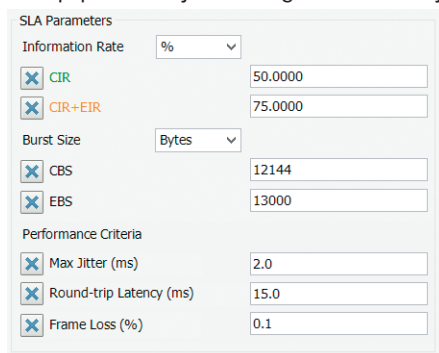 SLA Parameters
Information Rate %
CIR 50.0000
CIR+EIR 75.0000
Burst Size Bytes
CBS 12144
EBS 13000
Performance Criteria
Max Jitter (ms) 2.0
Round-trip Latency (ms) 15.0
Frame Loss (%) 0.1